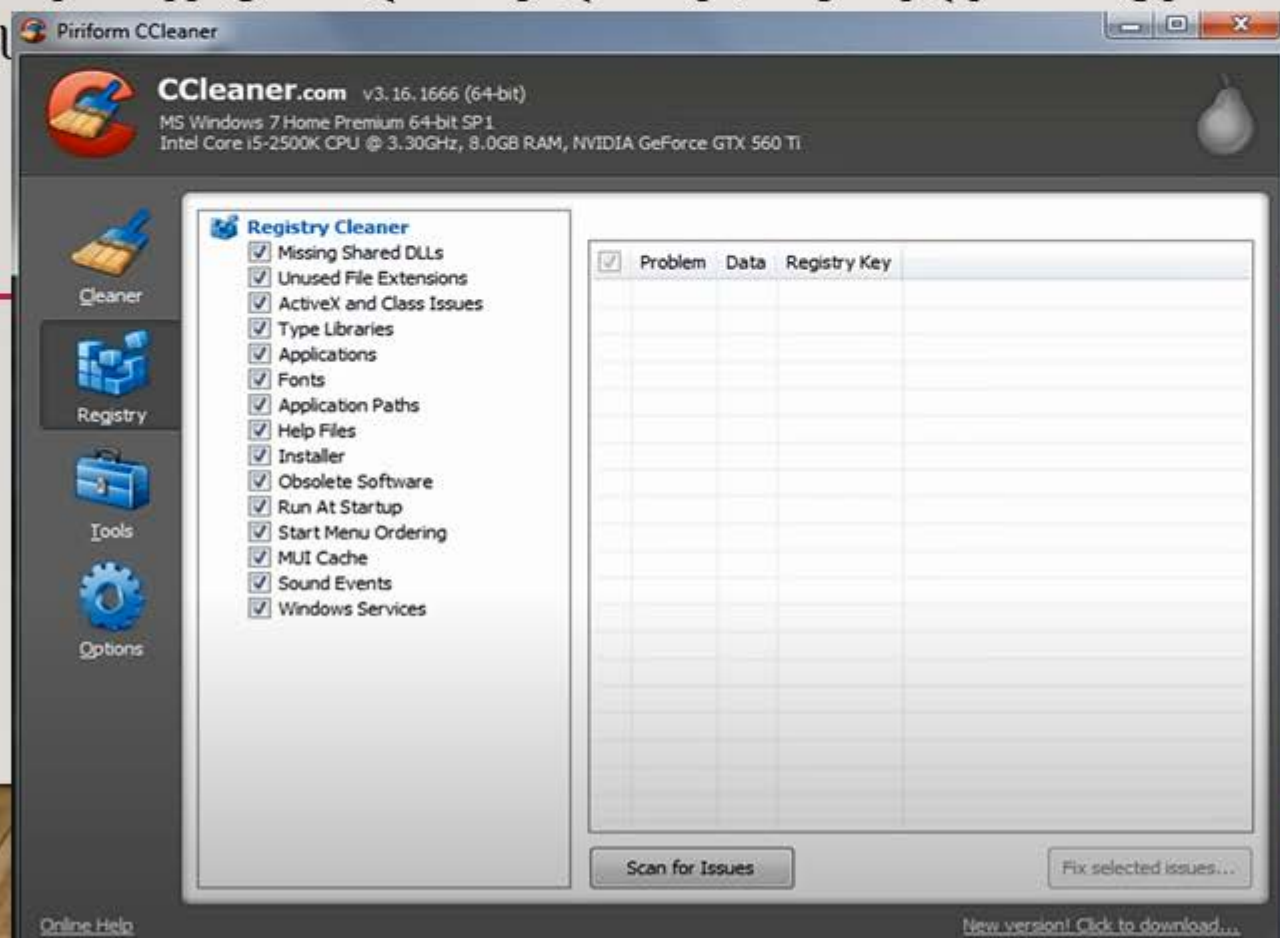 Piriform CCleaner
CCleaner.com v3.16.1666 (64-bit)
MS Windows 7 Home Premium 64-bit SP1
Intel Core i5-2500K CPU @ 3.30GHz, 8.0GB RAM, NVIDIA GeForce GTX 560 Ti
Cleaner
Registry
Tools
Options
Registry Cleaner
Missing Shared DLLs
Unused File Extensions
ActiveX and Class Issues
Type Libraries
Applications
Fonts
Application Paths
Help Files
Installer
Obsolete Software
Run At Startup
Start Menu Ordering
MUI Cache
Sound Events
Windows Services
Problem Data Registry Key
Scan for Issues
Fix selected issues...
Online Help
New version! Click to download...